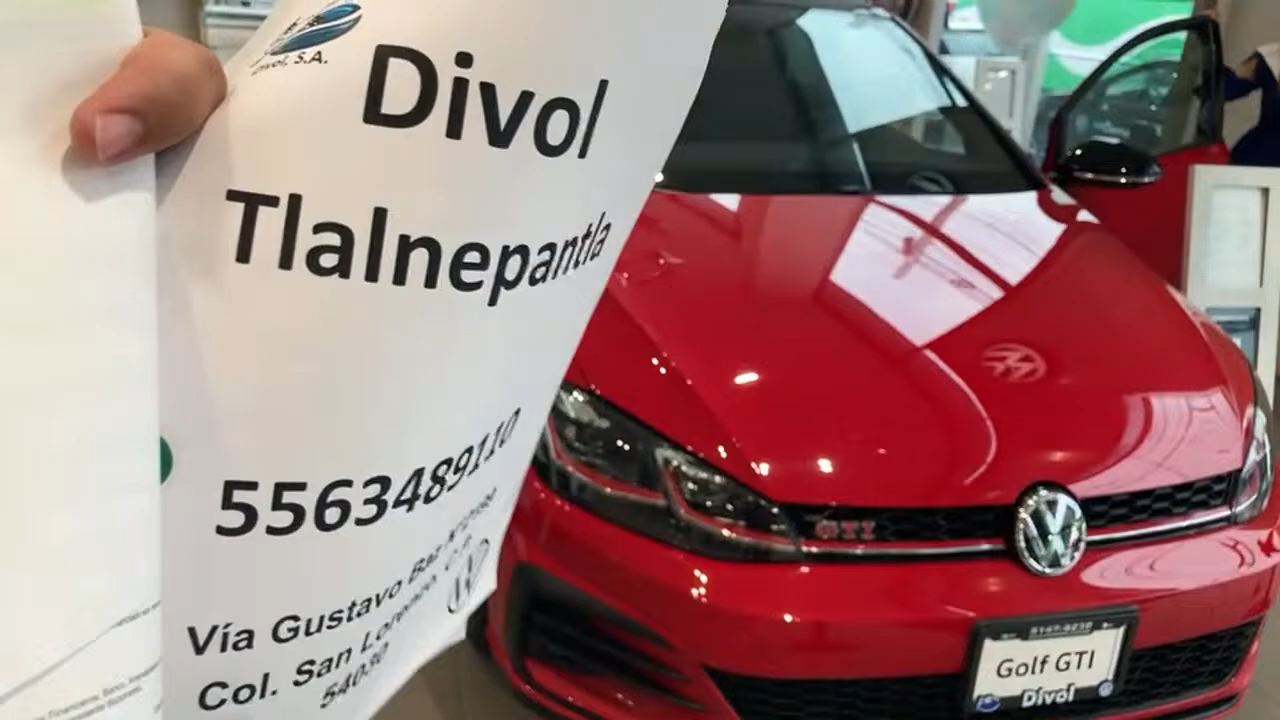 Divol, S.A.
Divol
Tlalnepantla
5563489110
Vía Gustavo Baz
Col. San Lorenzo, C.P.
54030
GTI
Golf GTI
Divol